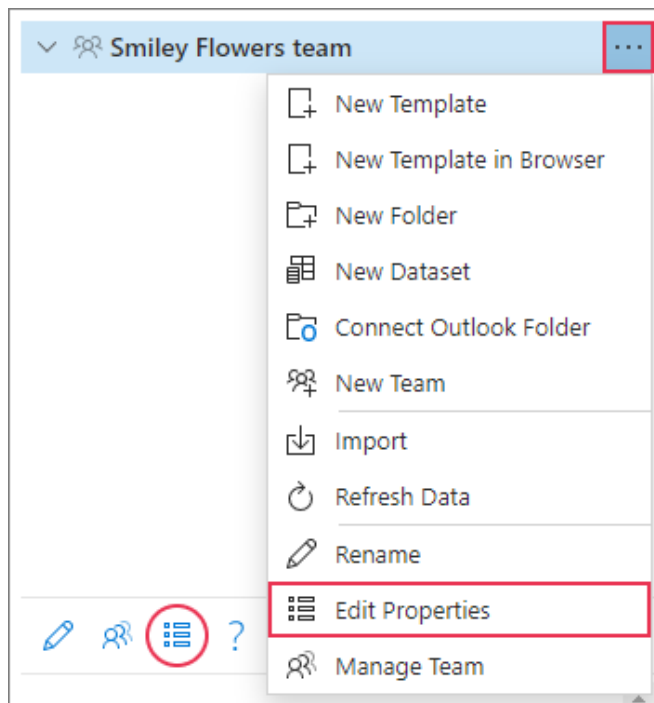 Smiley Flowers team
New Template
New Template in Browser
New Folder
New Dataset
Connect Outlook Folder
New Team
Import
Refresh Data
Rename
Edit Properties
?
Manage Team